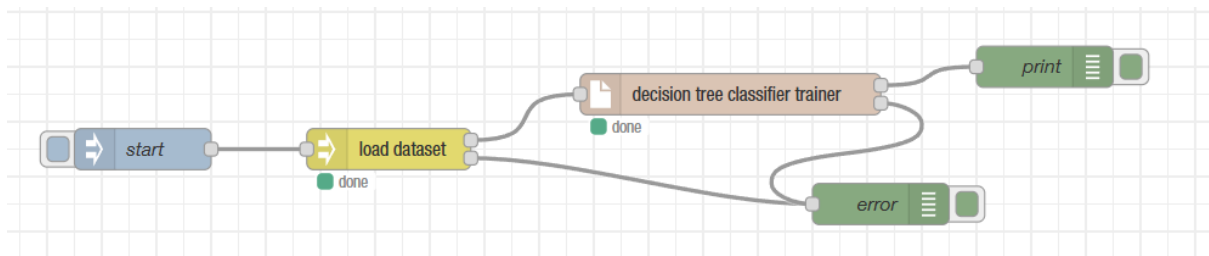 start
load dataset
done
decision tree classifier trainer
done
print
error